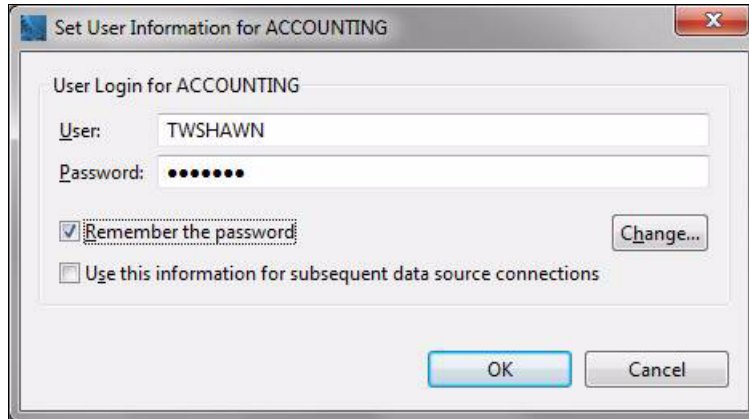 Set User Information for ACCOUNTING
User Login for ACCOUNTING
User: TWSHAWN
Password: •••••••
Remember the password
Change...
Use this information for subsequent data source connections
OK Cancel